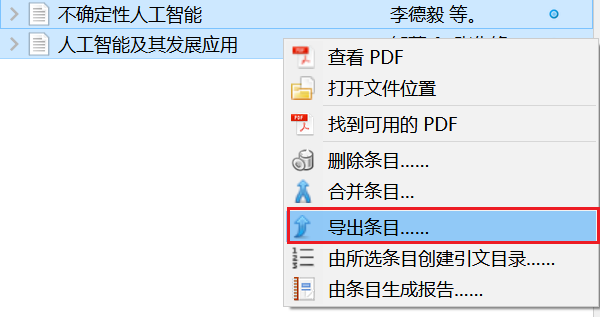 不确定性人工智能 李德毅 等。
人工智能及其发展应用
查看 PDF
打开文件位置
找到可用的 PDF
删除条目……
合并条目...
导出条目……
由所选条目创建引文目录……
由条目生成报告……